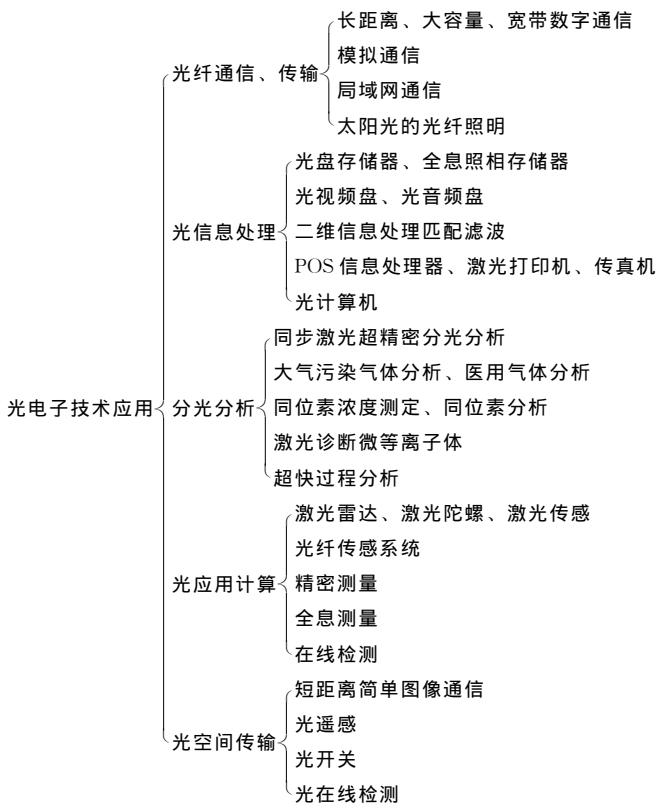 光电子技术应用
光纤通信、传输
长距离、大容量、宽带数字通信
模拟通信
局域网通信
太阳光的光纤照明
光信息处理
光盘存储器、全息照相存储器
光视频盘、光音频盘
二维信息处理匹配滤波
POS 信息处理器、激光打印机、传真机
光计算机
分光分析
同步激光超精密分光分析
大气污染气体分析、医用气体分析
同位素浓度测定、同位素分析
激光诊断微等离子体
超快过程分析
光应用计算
激光雷达、激光陀螺、激光传感
光纤传感系统
精密测量
全息测量
在线检测
光空间传输
短距离简单图像通信
光遥感
光开关
光在线检测